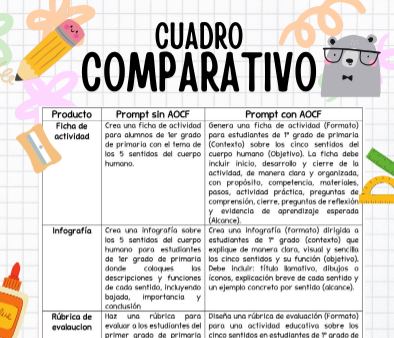 CUADRO
COMPARATIVO
Producto Prompt sin AOCF Prompt con AOCF
Ficha de
actividad
Crea una ficha de actividad
para alumnos de 1er grado
de primaria con el tema de
los 5 sentidos del cuerpo
humano.
Genera una ficha de actividad (Formato)
para estudiantes de 1° grado de primaria
(Contexto) sobre los cinco sentidos del
cuerpo humano (Objetivo). La ficha debe
incluir inicio, desarrollo y cierre de la
actividad, de manera clara y organizada,
con propósito, competencia, materiales,
pasos, actividad práctica, preguntas de
comprensión, cierre, preguntas de reflexión
y evidencia de aprendizaje esperada
(Alcance).
Infografía
Crea una infografía sobre
los 5 sentidos del cuerpo
humano para estudiantes
de 1er grado de primaria
donde coloques las
descripciones y funciones
de cada sentido, incluyendo
bajada, importancia y
conclusión
Crea una infografía (formato) dirigida a
estudiantes de 1° grado (contexto) que
explique de manera clara, visual y sencilla
los cinco sentidos y su función (objetivo).
Debe incluir: título llamativo, dibujos o
íconos, explicación breve de cada sentido y
un ejemplo concreto por sentido (alcance).
Rúbrica de
evaluacion
Haz una rúbrica para
evaluar a los estudiantes del
primer grado de primaria
Diseña una rúbrica de evaluación (Formato)
para una actividad educativa sobre los
cinco sentidos en estudiantes de 1° grado de